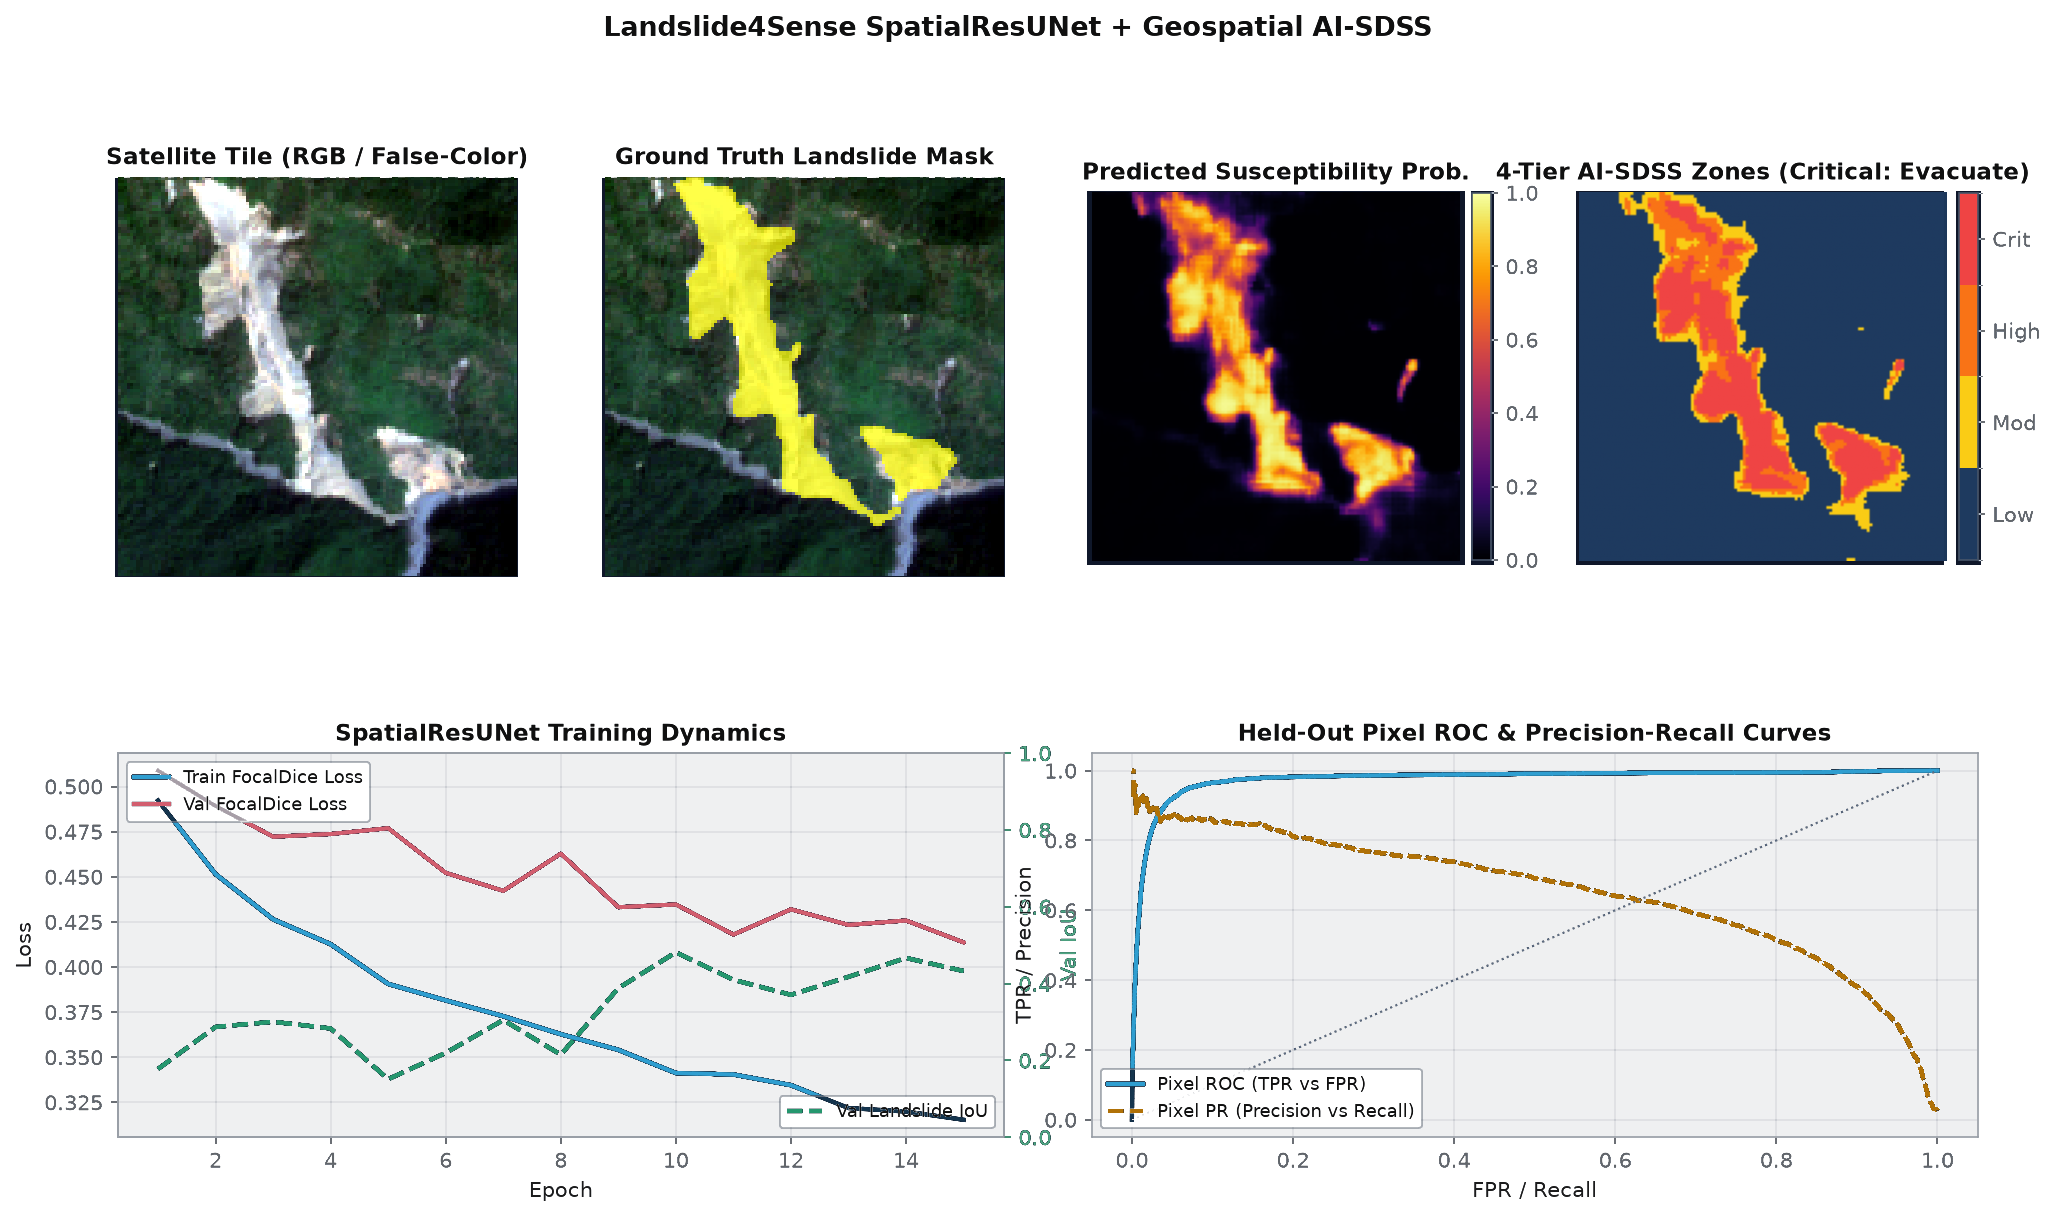 Landslide4Sense SpatialResUNet + Geospatial AI-SDSS
Satellite Tile (RGB / False-Color)
Ground Truth Landslide Mask
Predicted Susceptibility Prob.
4-Tier AI-SDSS Zones (Critical: Evacuate)
1.0
0.8
0.6
0.4
0.2
0.0
Crit
High
Mod
Low
SpatialResUNet Training Dynamics
Train FocalDice Loss
Val FocalDice Loss
Val Landslide IoU
Loss
0.500
0.475
0.450
0.425
0.400
0.375
0.350
0.325
2
4
6
8
10
12
14
Epoch
1.0
0.8
0.6
0.4
0.2
0.0
Val IoU
Held-Out Pixel ROC & Precision-Recall Curves
TPR / Precision
1.0
0.8
0.6
0.4
0.2
0.0
Pixel ROC (TPR vs FPR)
Pixel PR (Precision vs Recall)
0.0
0.2
0.4
0.6
0.8
1.0
FPR / Recall